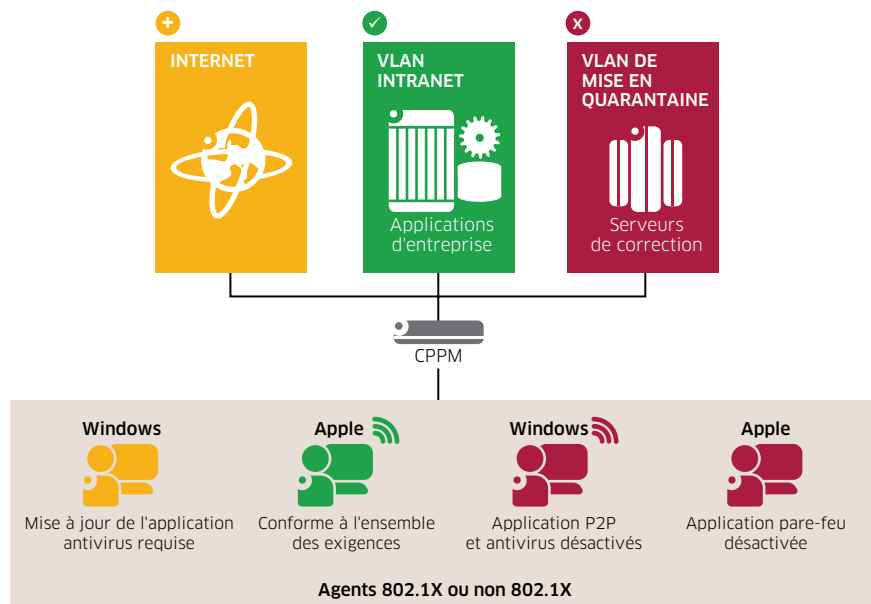 +
✓
X
INTERNET
VLAN
INTRANET
VLAN DE
MISE EN
QUARANTAINE
Applications
d'entreprise
Serveurs
de correction
CPPM
Windows
Mise à jour de l'application
antivirus requise
Apple
Conforme à l'ensemble
des exigences
Windows
Application P2P
et antivirus désactivés
Apple
Application pare-feu
désactivée
Agents 802.1X ou non 802.1X